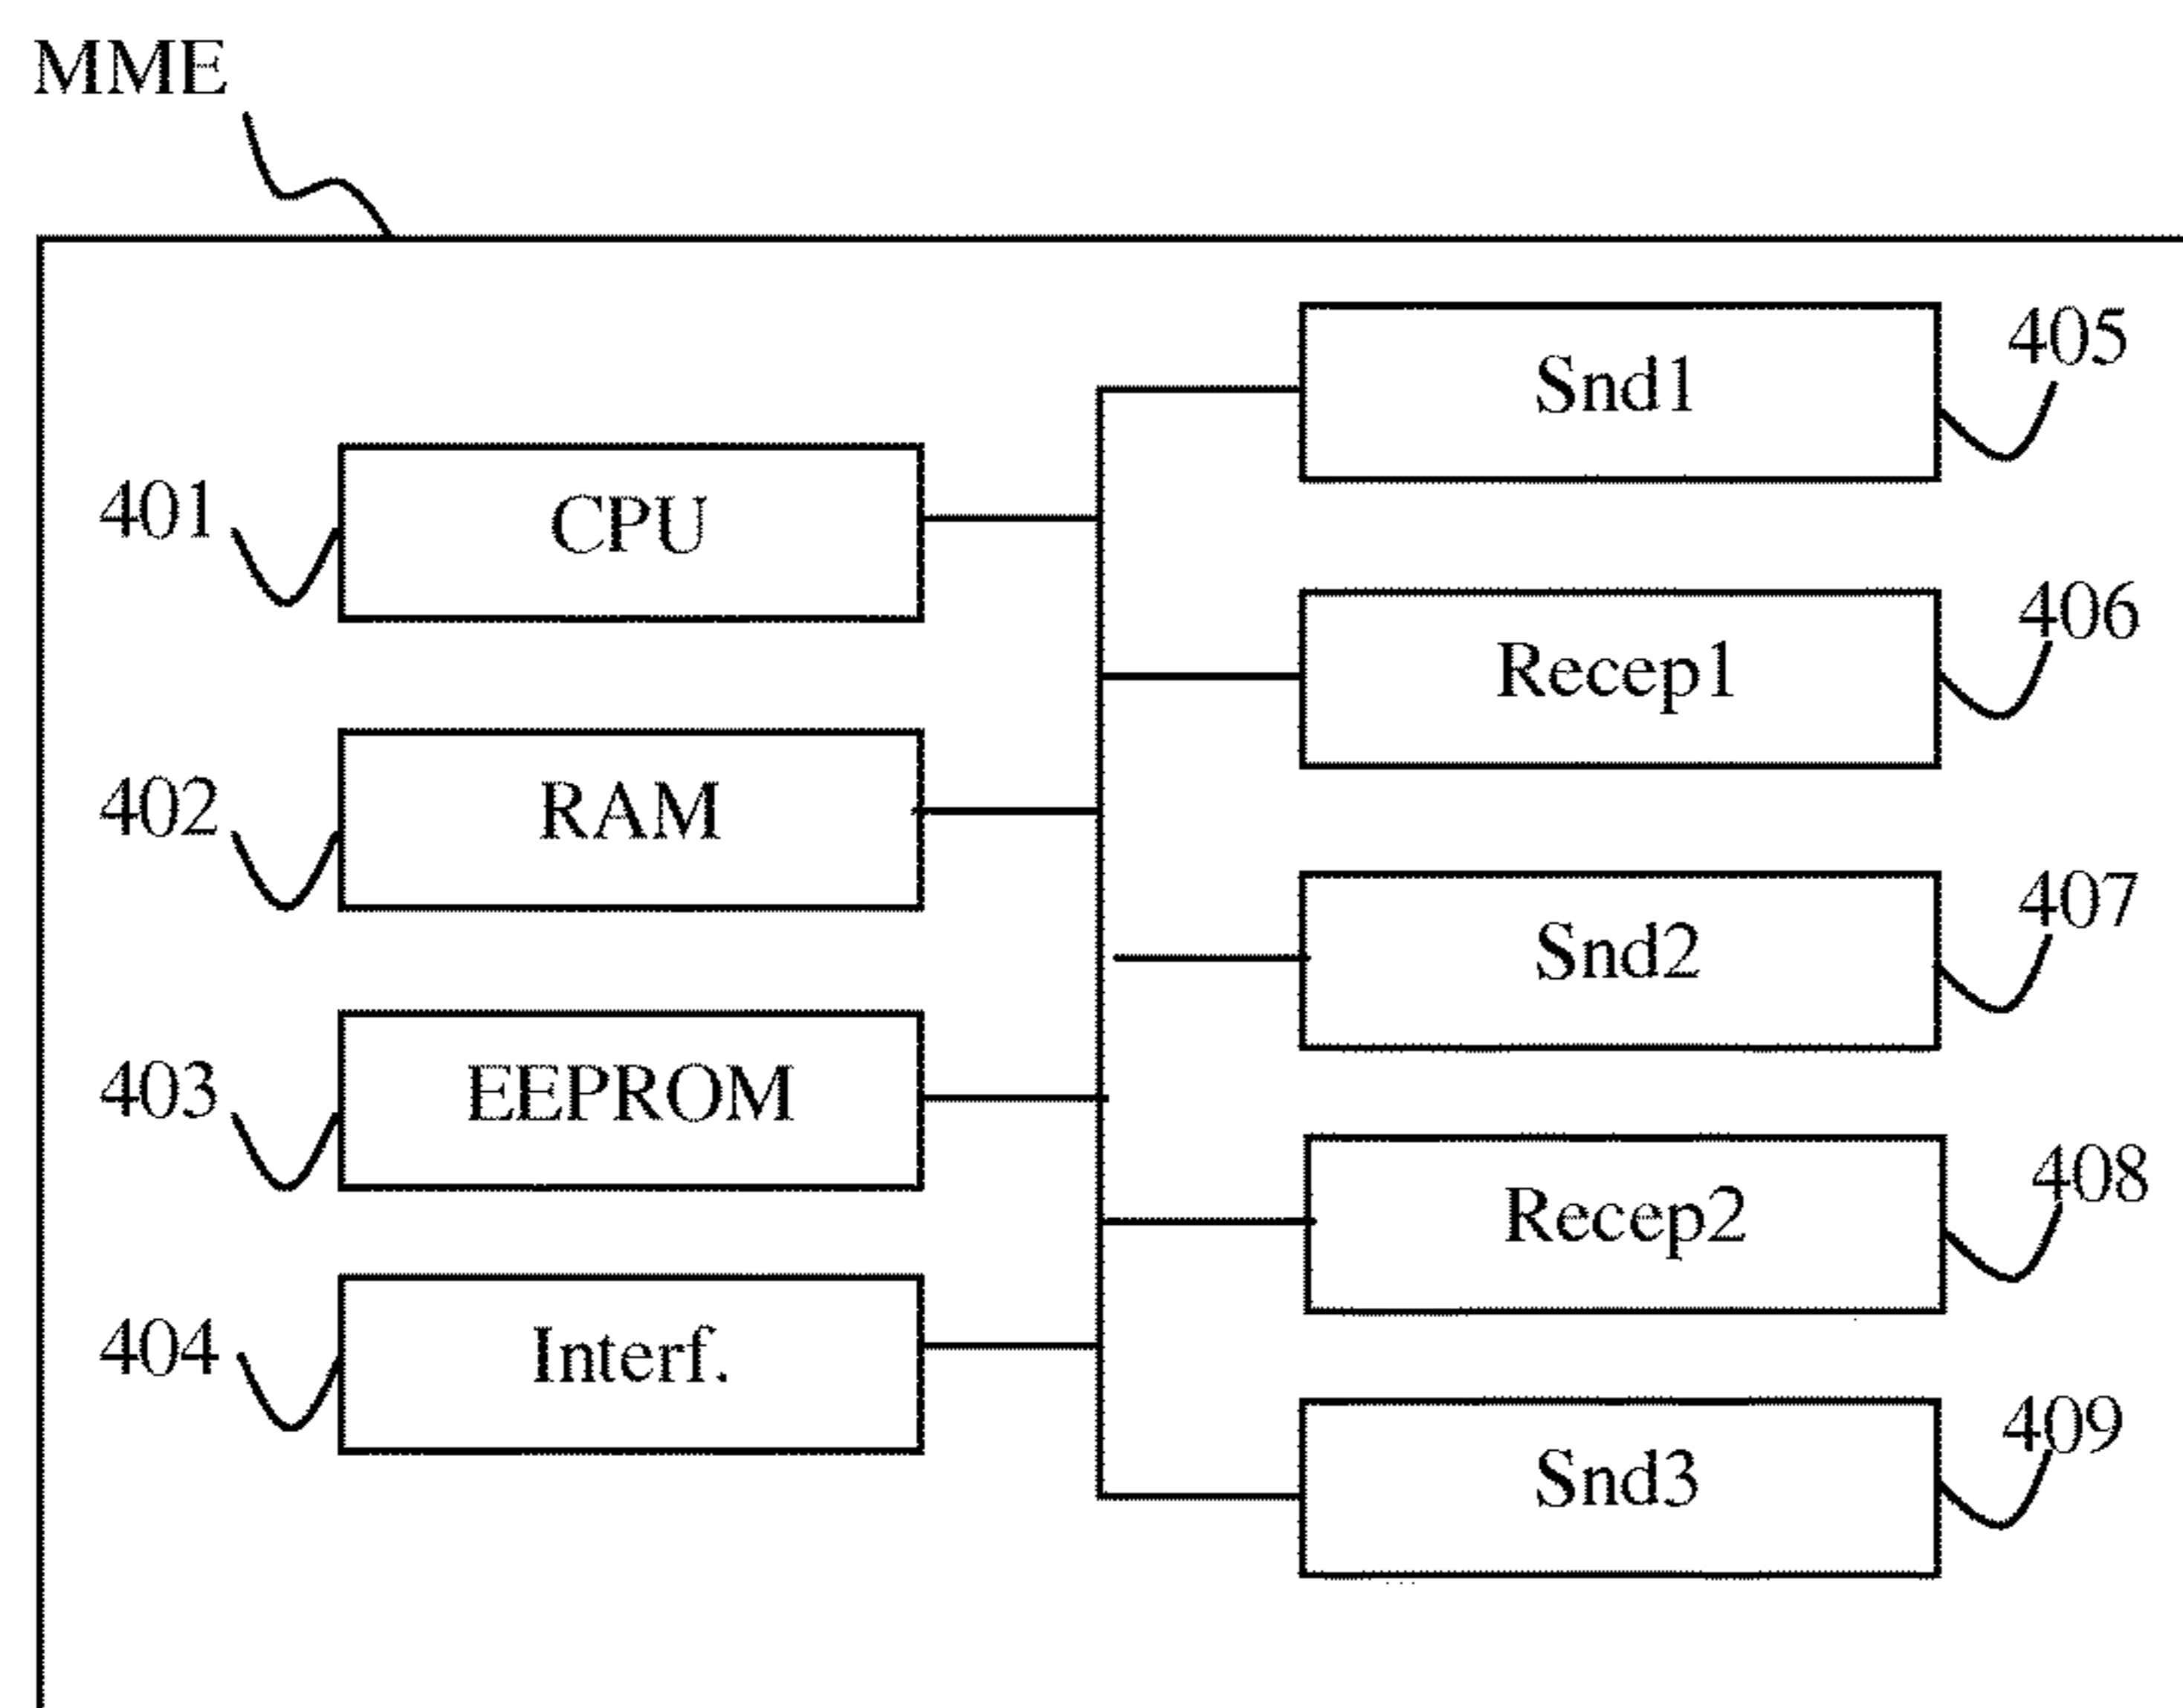 MME
Snd1
405
401
CPU
Recep1
406
402
RAM
Snd2
407
403
EEPROM
Recep2
408
404
Interf.
Snd3
409